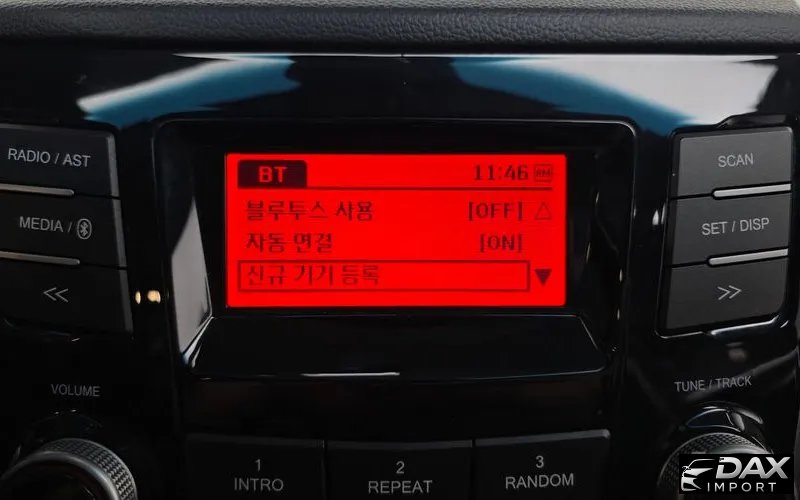 RADIO / AST
MEDIA /
<<
BT 11:46 AM
블루투스 사용 [OFF] △
자동 연결 [ON]
신규 기기 등록 ▼
SCAN
SET / DISP
>>
VOLUME
TUNE / TRACK
1
INTRO
2
REPEAT
3
RANDOM
DAX
IMPORT